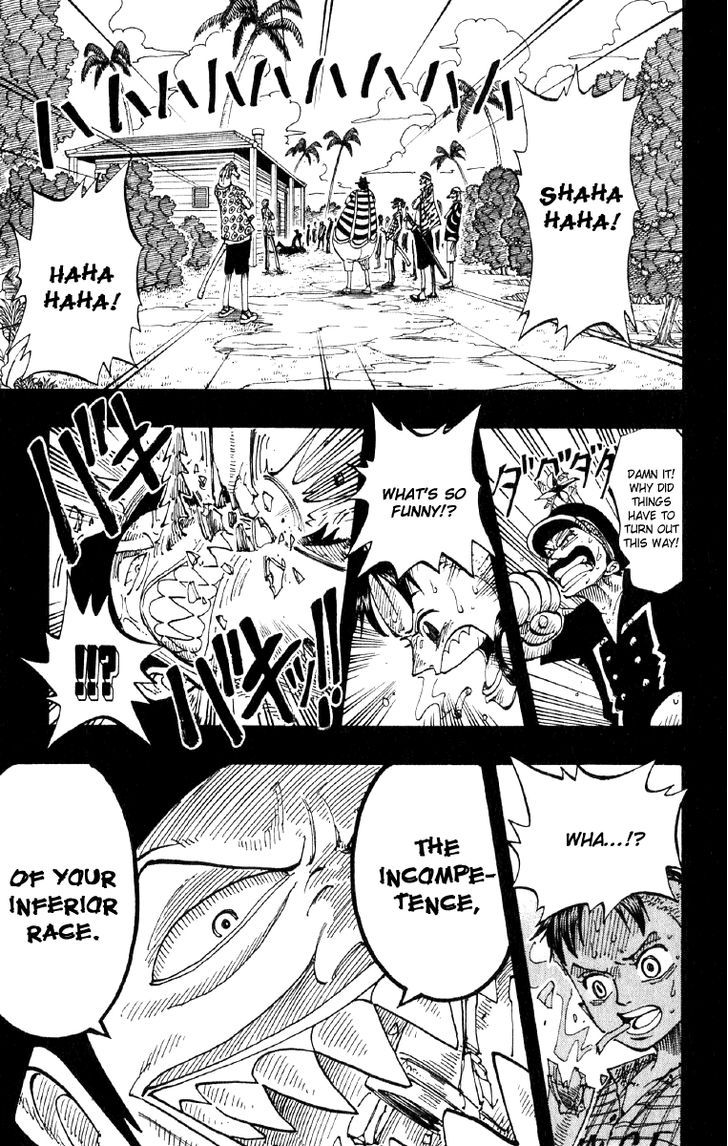 ハハハハハハハハハハ
SHAHA
HAHA!
HAHA
HAHA!
DAMN IT!
WHY DID
THINGS
HAVE TO
TURN OUT
THIS WAY!
ダダダダ
WHAT'S SO
FUNNY!?
バキ
バキッ!!
!!!?
WHA...!?
THE
INCOMPE-
TENCE,
OF YOUR
INFERIOR
RACE.